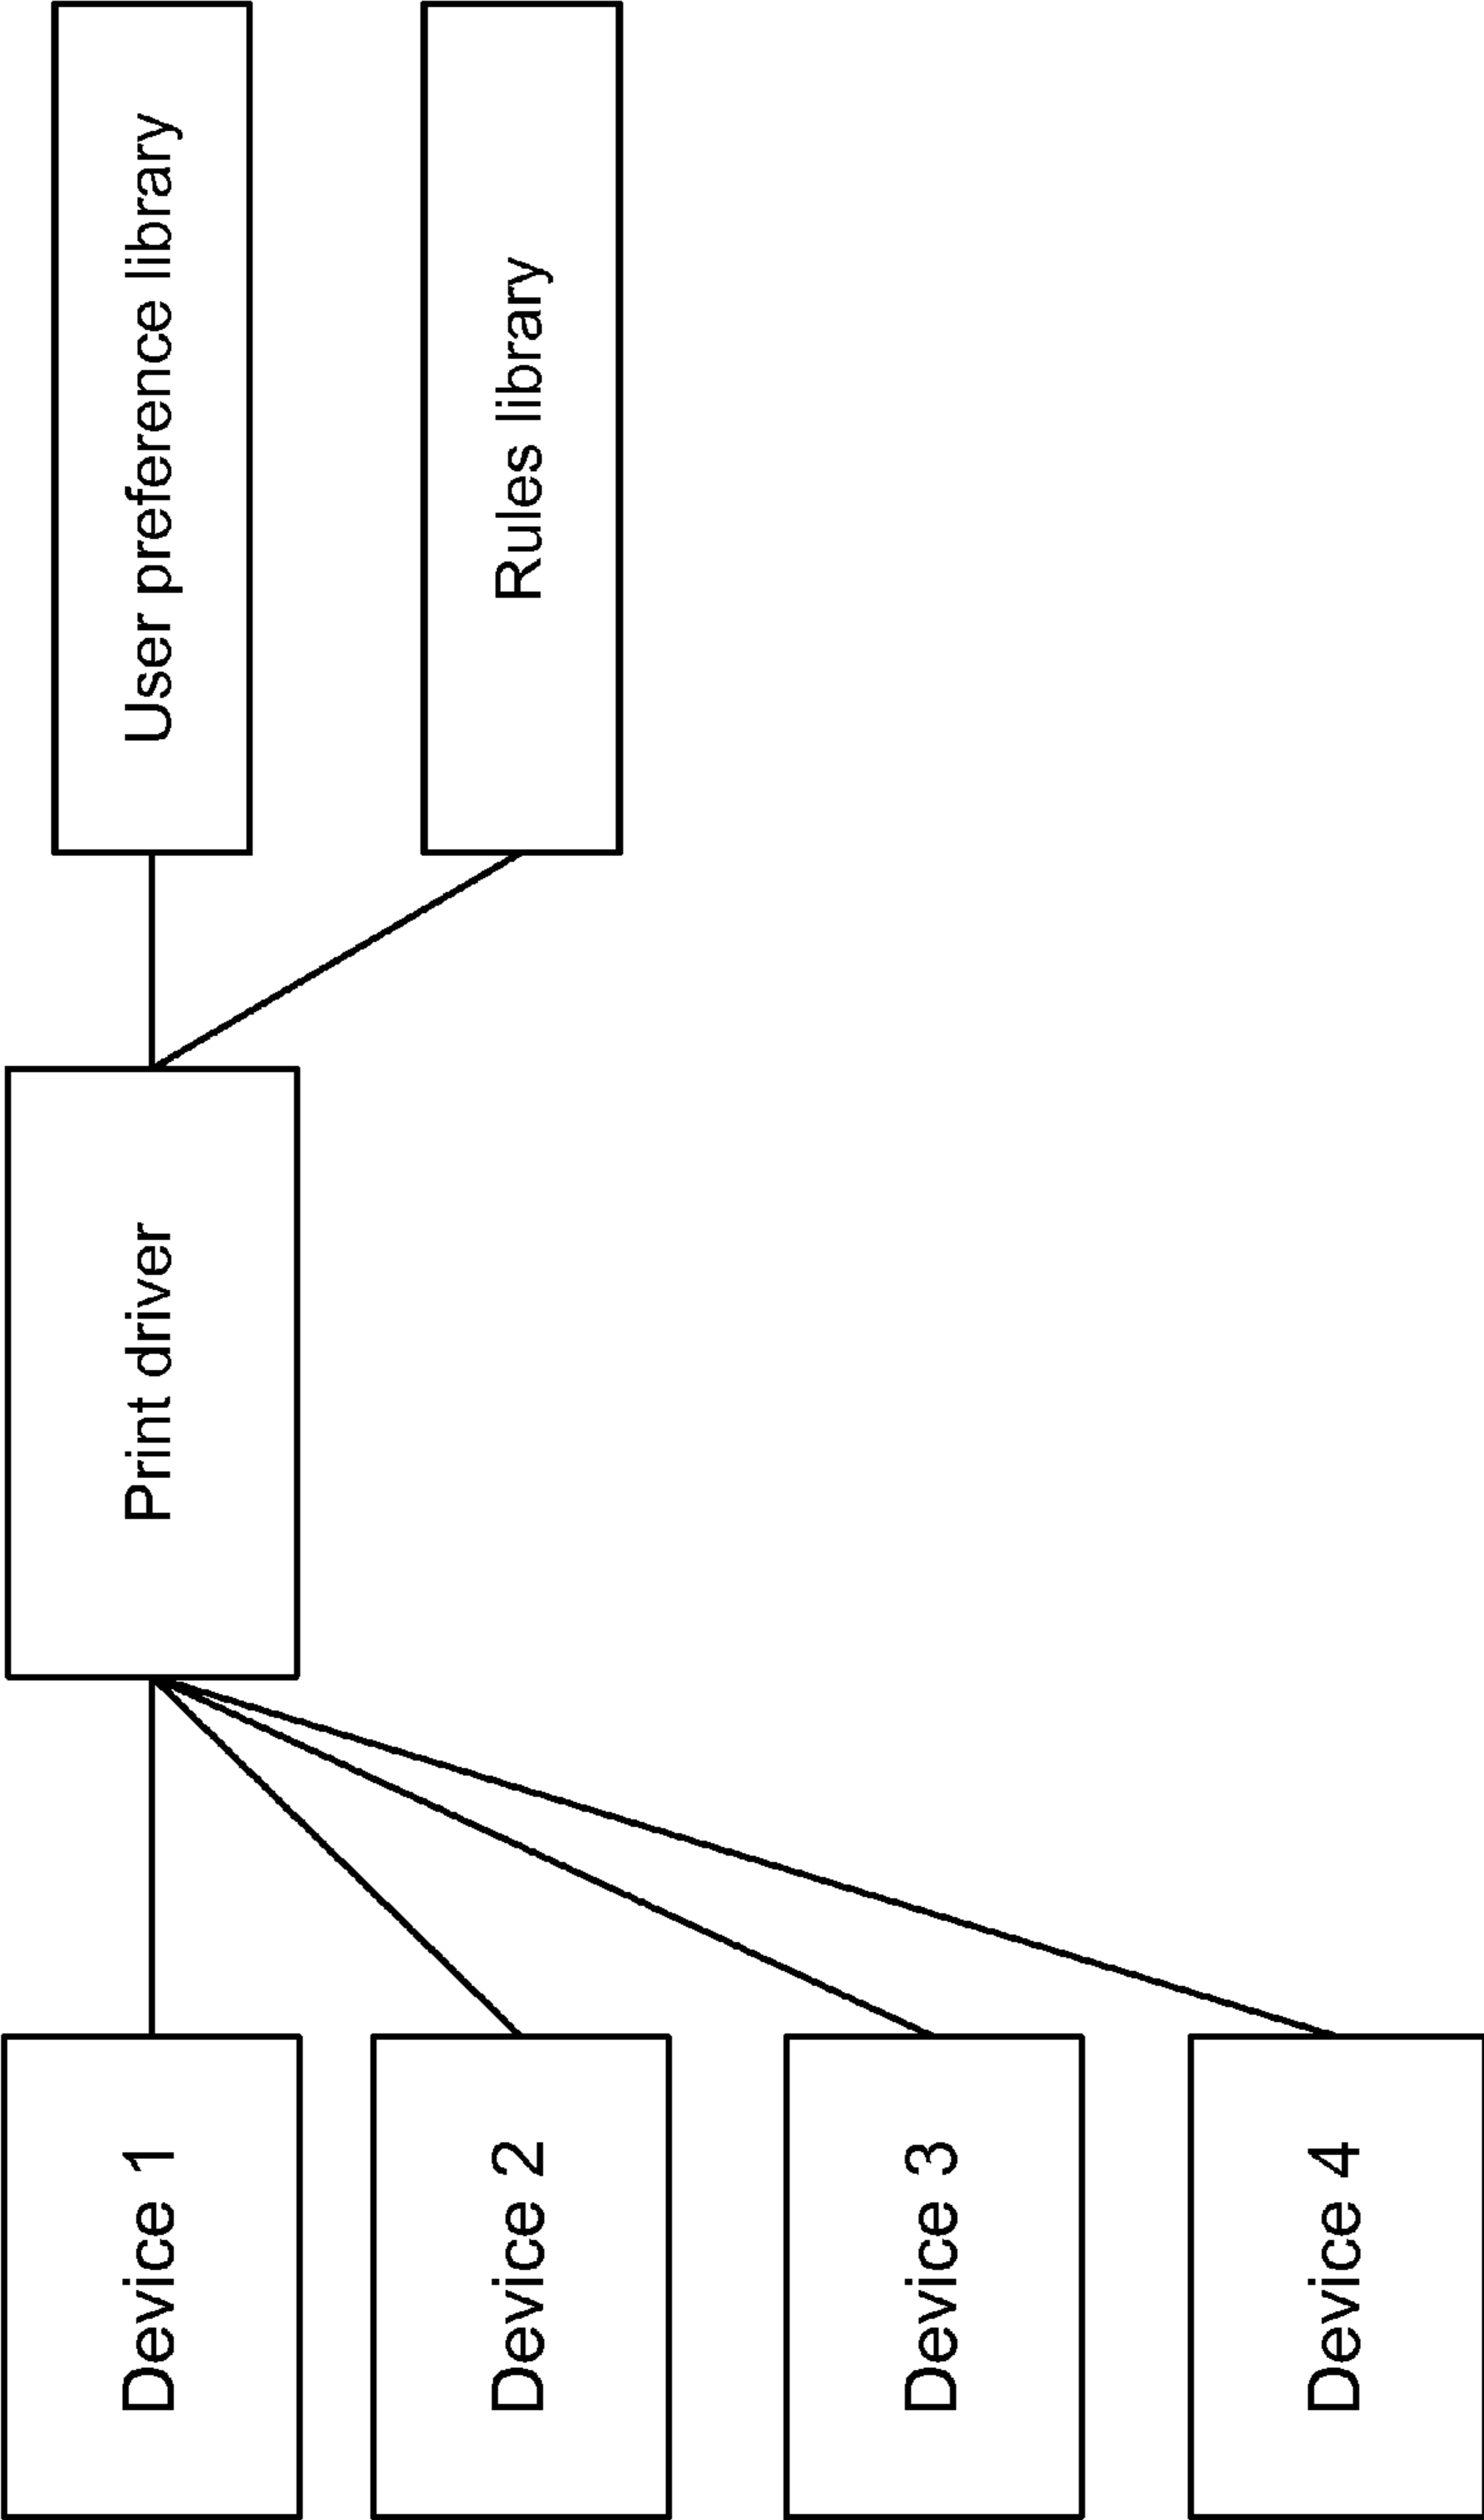 Device 1
Device 2
Device 3
Device 4
Print driver
User preference library
Rules library